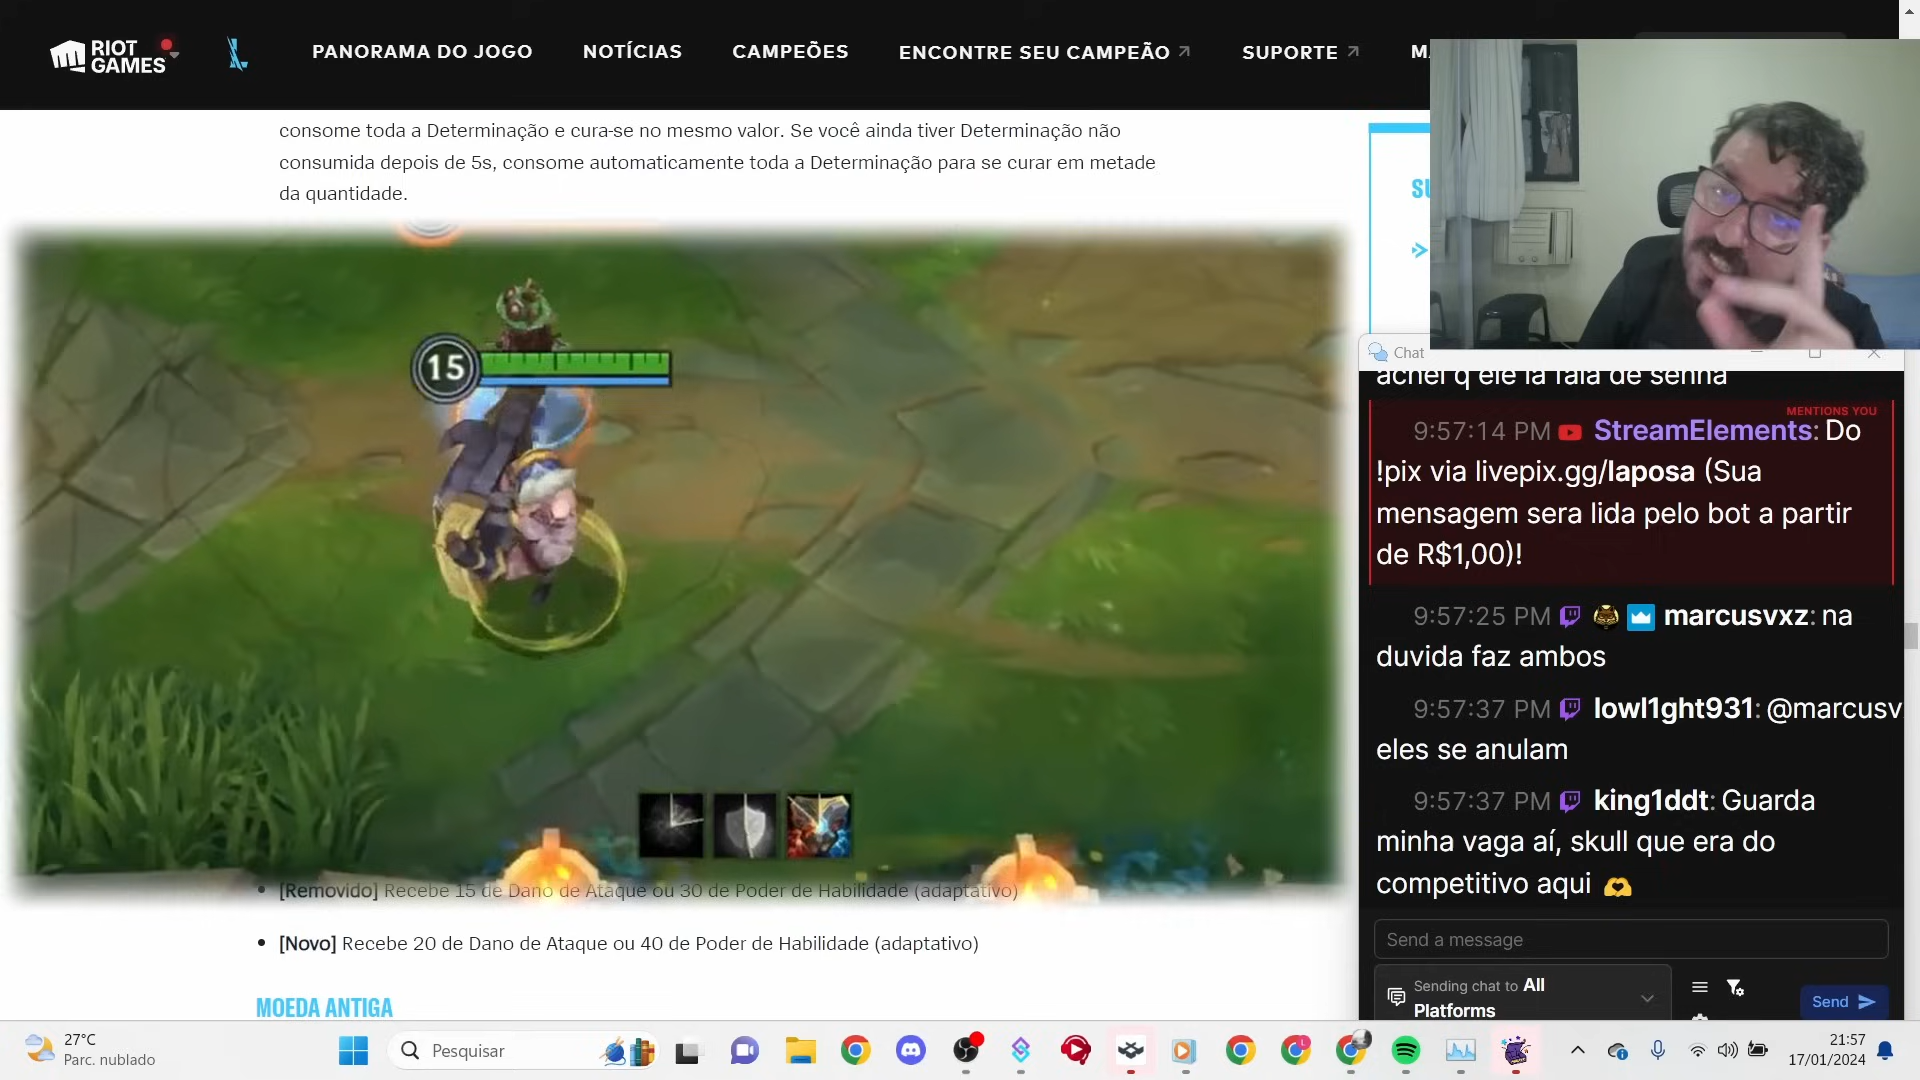 RIOT
GAMES
PANORAMA DO JOGO
NOTÍCIAS
CAMPEÕES
ENCONTRE SEU CAMPEÃO
SUPORTE
consome toda a Determinação e cura-se no mesmo valor. Se você ainda tiver Determinação não
consumida depois de 5s, consome automaticamente toda a Determinação para se curar em metade
da quantidade.
15
[Removido] Recebe 15 de Dano de Ataque ou 30 de Poder de Habilidade (adaptativo)
[Novo] Recebe 20 de Dano de Ataque ou 40 de Poder de Habilidade (adaptativo)
MOEDA ANTIGA
Chat
achei q ele la fala de senha
MENTIONS YOU
9:57:14 PM StreamElements: Do
!pix via livepix.gg/laposa (Sua
mensagem sera lida pelo bot a partir
de R$1,00)!
9:57:25 PM marcusvxz: na
duvida faz ambos
9:57:37 PM lowl1ght931: @marcusv
eles se anulam
9:57:37 PM king1ddt: Guarda
minha vaga aí, skull que era do
competitivo aqui
Send a message
Sending chat to All
Platforms
Send
27°C
Parc. nublado
Pesquisar
21:57
17/01/2024